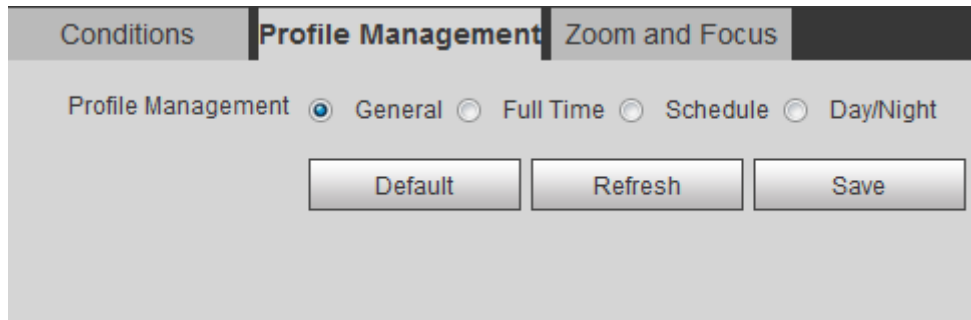 Conditions Profile Management Zoom and Focus
Profile Management General Full Time Schedule Day/Night
Default Refresh Save